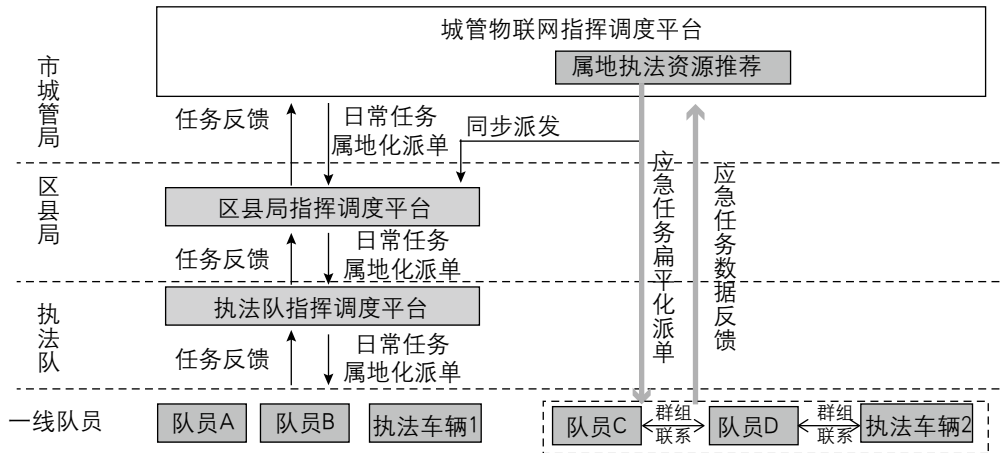 城管物联网指挥调度平台
属地执法资源推荐
市城管局
任务反馈
日常任务
属地化派单
同步派发
应急任务扁平化派单
应急任务数据反馈
区县局
区县局指挥调度平台
任务反馈
日常任务
属地化派单
执法队
执法队指挥调度平台
任务反馈
日常任务
属地化派单
一线队员
队员A
队员B
执法车辆1
队员C
群组
联系
队员D
群组
联系
执法车辆2